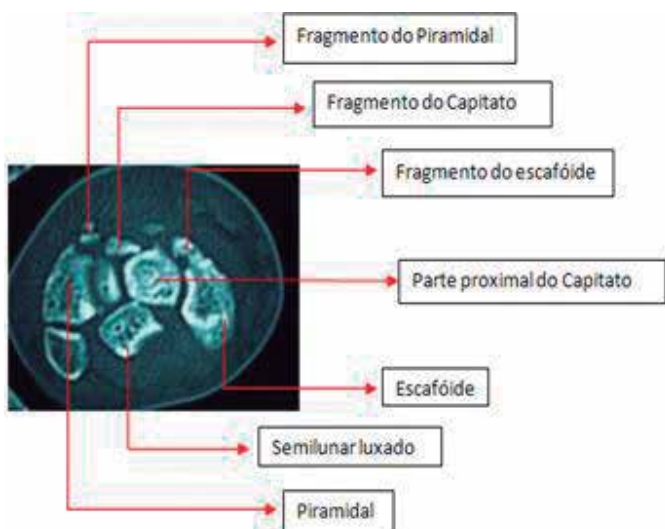 Fragmento do Piramidal
Fragmento do Capitato
Fragmento do escafóide
Parte proximal do Capitato
Escafóide
Semilunar luxado
Piramidal